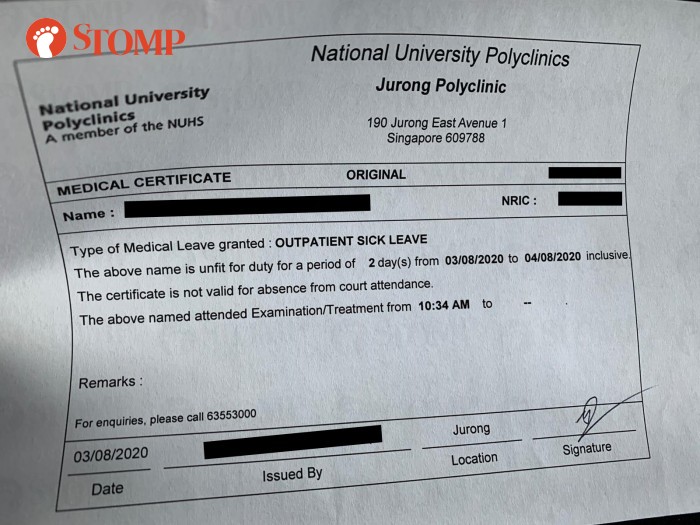 STOMP
National University Polyclinics
Jurong Polyclinic
190 Jurong East Avenue 1
Singapore 609788
National University
Polyclinics
A member of the NUHS
MEDICAL CERTIFICATE ORIGINAL
Name : NRIC :
Type of Medical Leave granted : OUTPATIENT SICK LEAVE
The above name is unfit for duty for a period of 2 day(s) from 03/08/2020 to 04/08/2020 inclusive.
The certificate is not valid for absence from court attendance.
The above named attended Examination/Treatment from 10:34 AM to --
Remarks :
For enquiries, please call 63553000
03/08/2020 Jurong
Date Issued By Location Signature